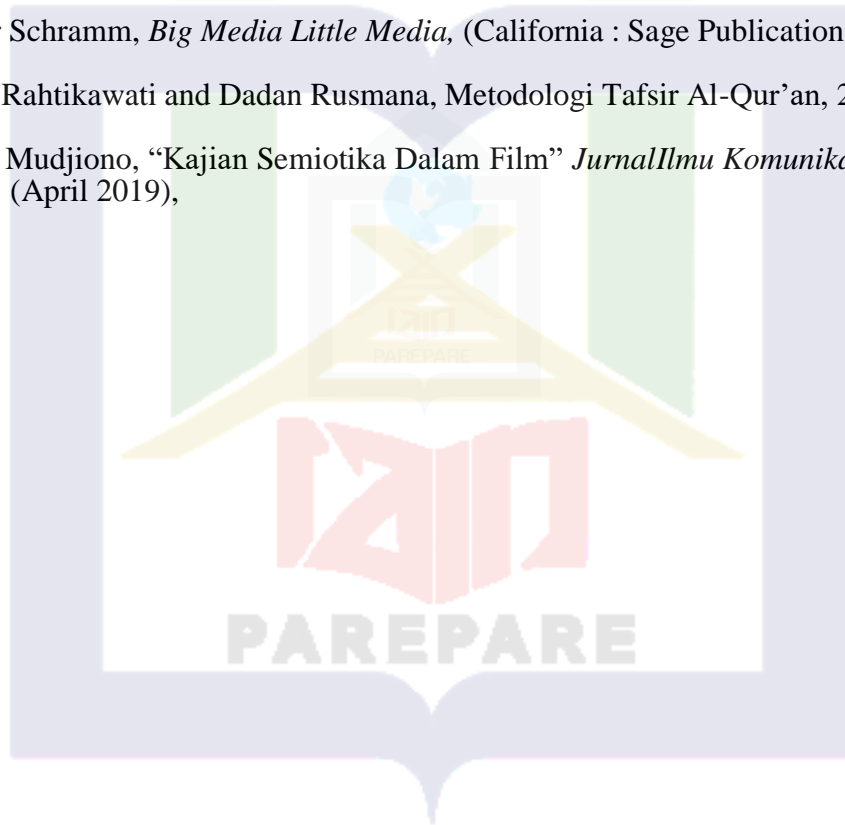 Schramm, Big Media Little Media, (California : Sage Publication
Rahtikawati and Dadan Rusmana, Metodologi Tafsir Al-Qur’an, 2
Mudjiono, “Kajian Semiotika Dalam Film” JurnalIlmu Komunika
(April 2019),
PAREPARE
PAREPARE